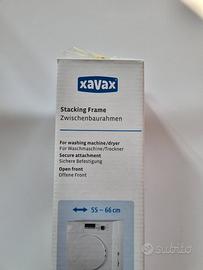 xavax
Stacking Frame
Zwischenbaurahmen
For washing machine/dryer
Für Waschmaschine/Trockner
Secure attachment
Sichere Befestigung
Open front
Offene Front
55 – 66 cm
subito